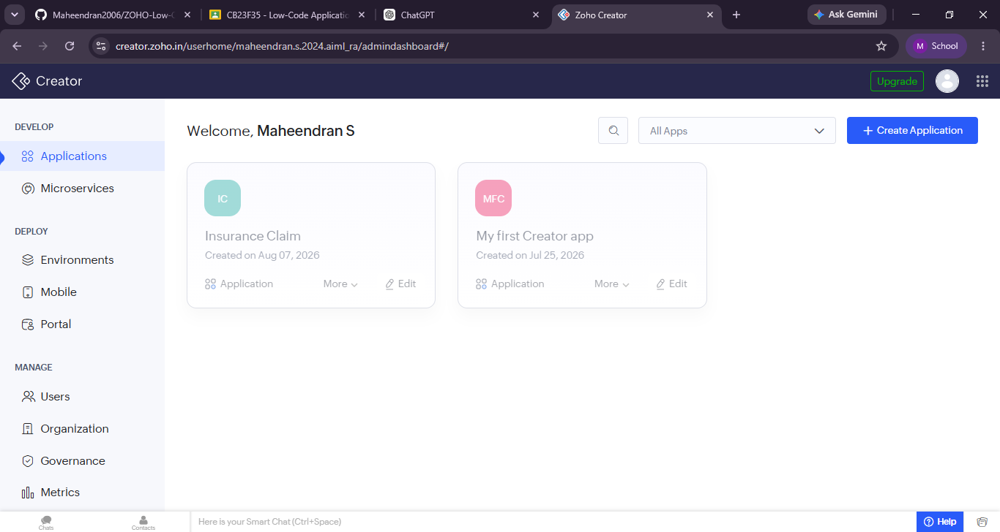 Maheendran2006/ZOHO-Low-C
CB23F35 - Low-Code Applicatio
ChatGPT
Zoho Creator
Ask Gemini
creator.zoho.in/userhome/maheendran.s.2024.aiml_ra/admindashboard#/
M School
Creator
Upgrade
DEVELOP
Applications
Microservices
DEPLOY
Environments
Mobile
Portal
MANAGE
Users
Organization
Governance
Metrics
Welcome, Maheendran S
All Apps
+ Create Application
IC
Insurance Claim
Created on Aug 07, 2026
Application More Edit
MFC
My first Creator app
Created on Jul 25, 2026
Application More Edit
Chats
Contacts
Here is your Smart Chat (Ctrl+Space)
Help